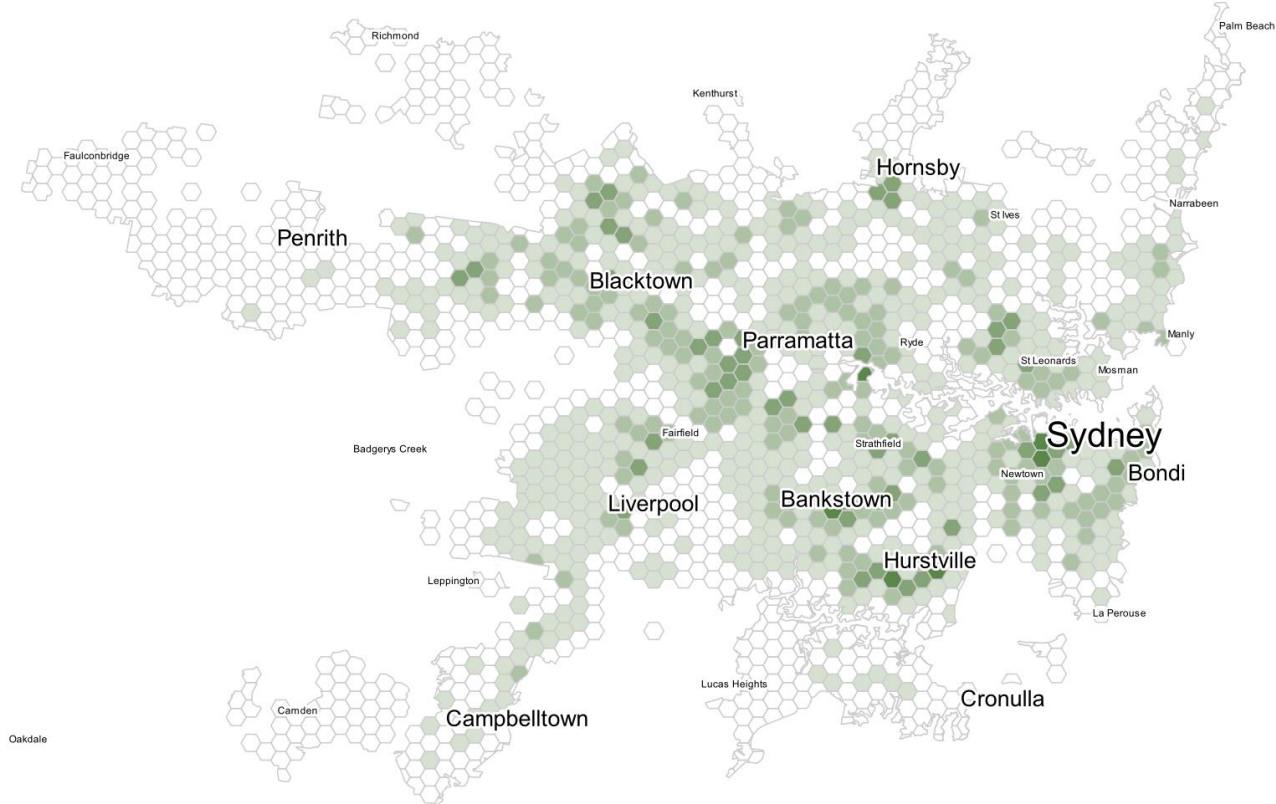 Palm Beach
Richmond
Kenthurst
Faulconbridge
Hornsby
Narrabeen
St Ives
Penrith
Blacktown
Manly
Parramatta
Ryde
St Leonards
Mosman
Fairfield
Sydney
Strathfield
Badgerys Creek
Newtown
Bondi
Liverpool
Bankstown
Hurstville
Leppington
La Perouse
Lucas Heights
Cronulla
Camden
Campbelltown
Oakdale